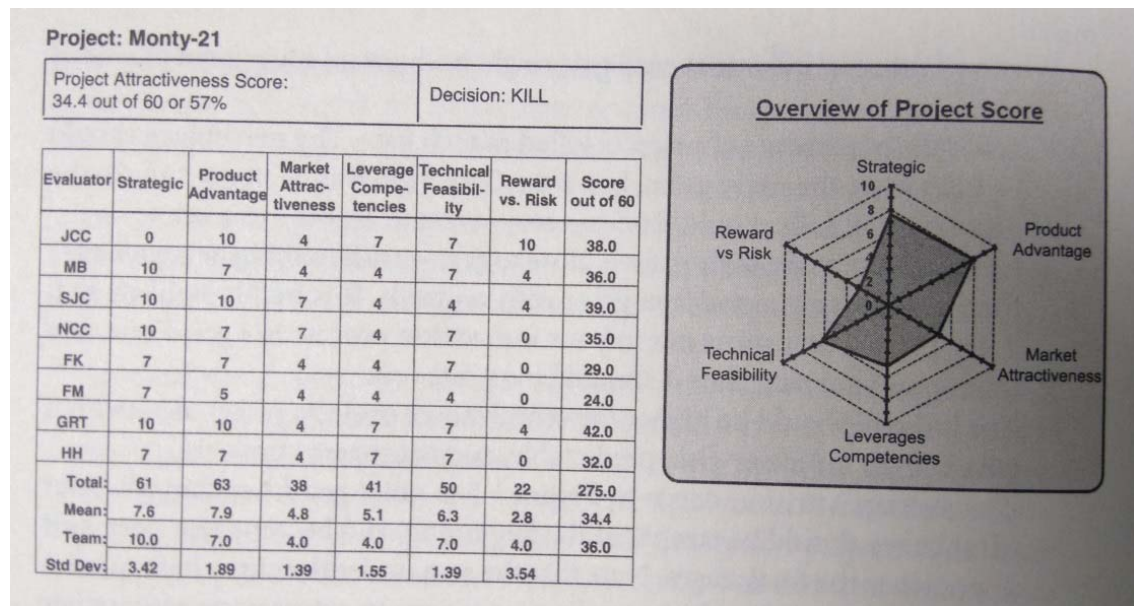 Project: Monty-21
Project Attractiveness Score:
34.4 out of 60 or 57%
Decision: KILL
Evaluator Strategic Product Advantage Market Attrac- tiveness Leverage Compe- tencies Technical Feasibil- ity Reward vs. Risk Score out of 60
JCC 0 10 4 7 7 10 38.0
MB 10 7 4 4 7 4 36.0
SJC 10 10 7 4 4 4 39.0
NCC 10 7 7 4 7 0 35.0
FK 7 7 4 4 7 0 29.0
FM 7 5 4 4 4 0 24.0
GRT 10 10 4 7 7 4 42.0
HH 7 7 4 7 7 0 32.0
Total: 61 63 38 41 50 22 275.0
Mean: 7.6 7.9 4.8 5.1 6.3 2.8 34.4
Team: 10.0 7.0 4.0 4.0 7.0 4.0 36.0
Std Dev: 3.42 1.89 1.39 1.55 1.39 3.54
Overview of Project Score
Strategic
10
8
6
2
0
Product
Advantage
Market
Attractiveness
Leverages
Competencies
Technical
Feasibility
Reward
vs Risk